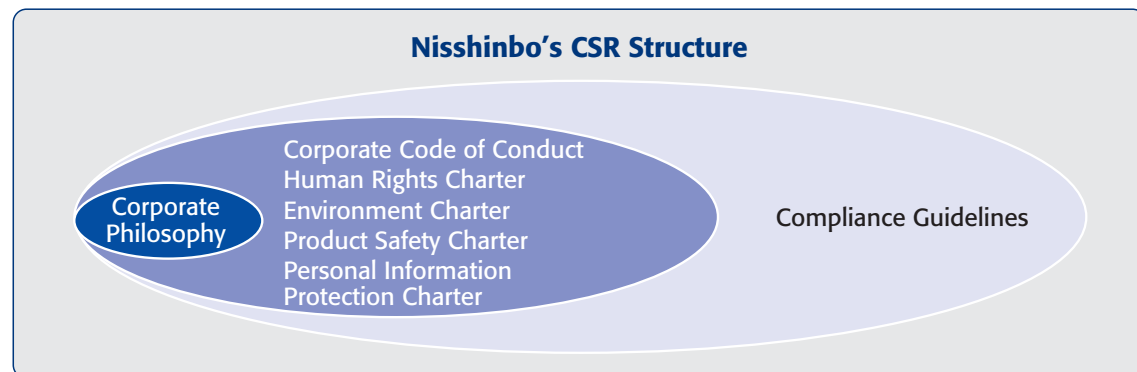 Nisshinbo’s CSR Structure
Corporate
Philosophy
Corporate Code of Conduct
Human Rights Charter
Environment Charter
Product Safety Charter
Personal Information
Protection Charter
Compliance Guidelines